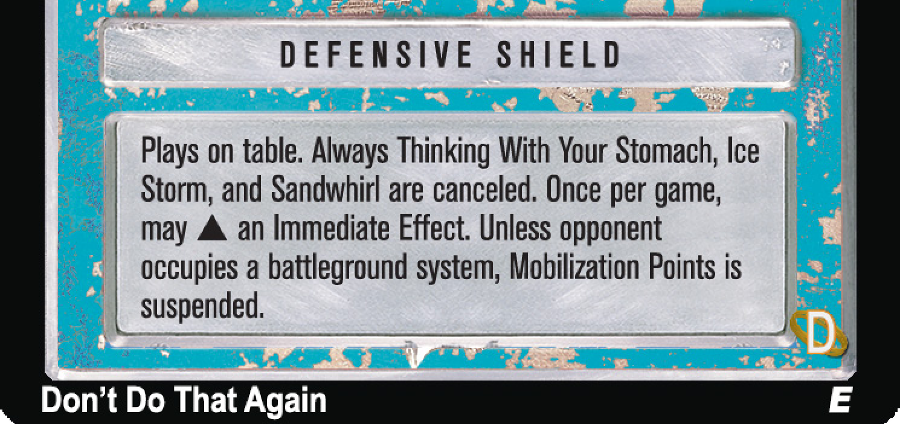 DEFENSIVE SHIELD
Plays on table. Always Thinking With Your Stomach, Ice
Storm, and Sandwhirl are canceled. Once per game,
may ▲ an Immediate Effect. Unless opponent
occupies a battleground system, Mobilization Points is
suspended.
D
Don't Do That Again
E